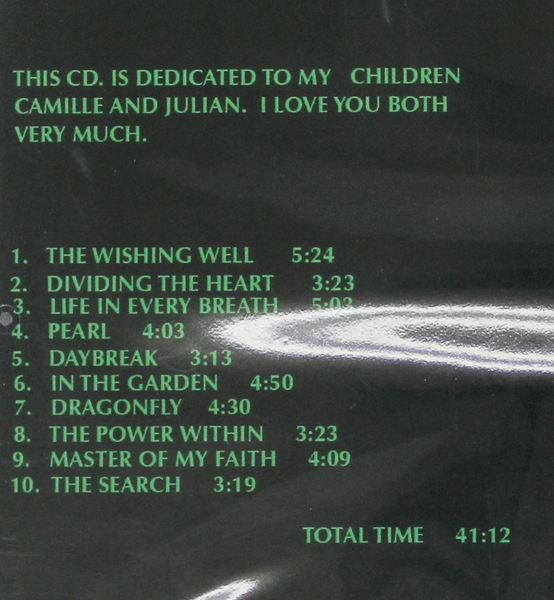 THIS CD. IS DEDICATED TO MY CHILDREN
CAMILLE AND JULIAN. I LOVE YOU BOTH
VERY MUCH.
1. THE WISHING WELL 5:24
2. DIVIDING THE HEART 3:23
3. LIFE IN EVERY BREATH 5:03
4. PEARL 4:03
5. DAYBREAK 3:13
6. IN THE GARDEN 4:50
7. DRAGONFLY 4:30
8. THE POWER WITHIN 3:23
9. MASTER OF MY FAITH 4:09
10. THE SEARCH 3:19
TOTAL TIME 41:12